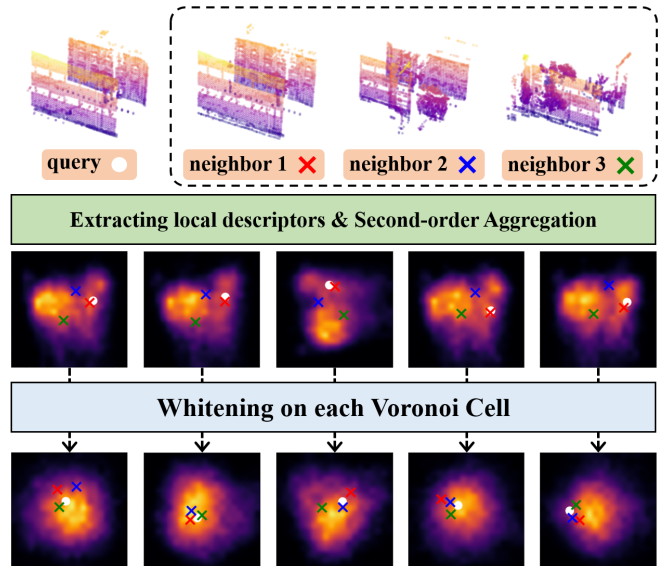 query
neighbor 1
neighbor 2
neighbor 3
Extracting local descriptors & Second-order Aggregation
Whitening on each Voronoi Cell